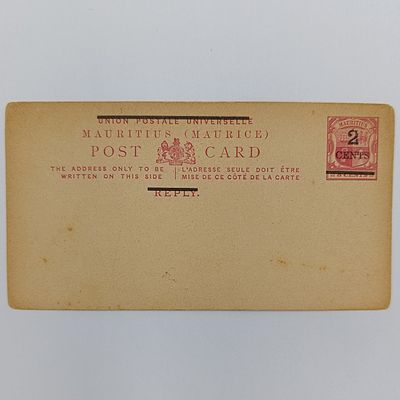 UNION POSTALE UNIVERSELLE
MAURITIUS (MAURICE)
POST CARD
THE ADDRESS ONLY TO BE WRITTEN ON THIS SIDE
L'ADRESSE SEULE DOIT ÊTRE MISE DE CE CÔTÉ DE LA CARTE
REPLY.
MAURITIUS
2
CENTS